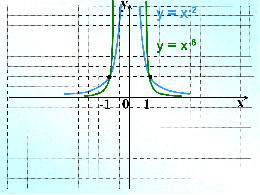 y
y = x⁻²
y = x⁻⁸
-1 0 1 x